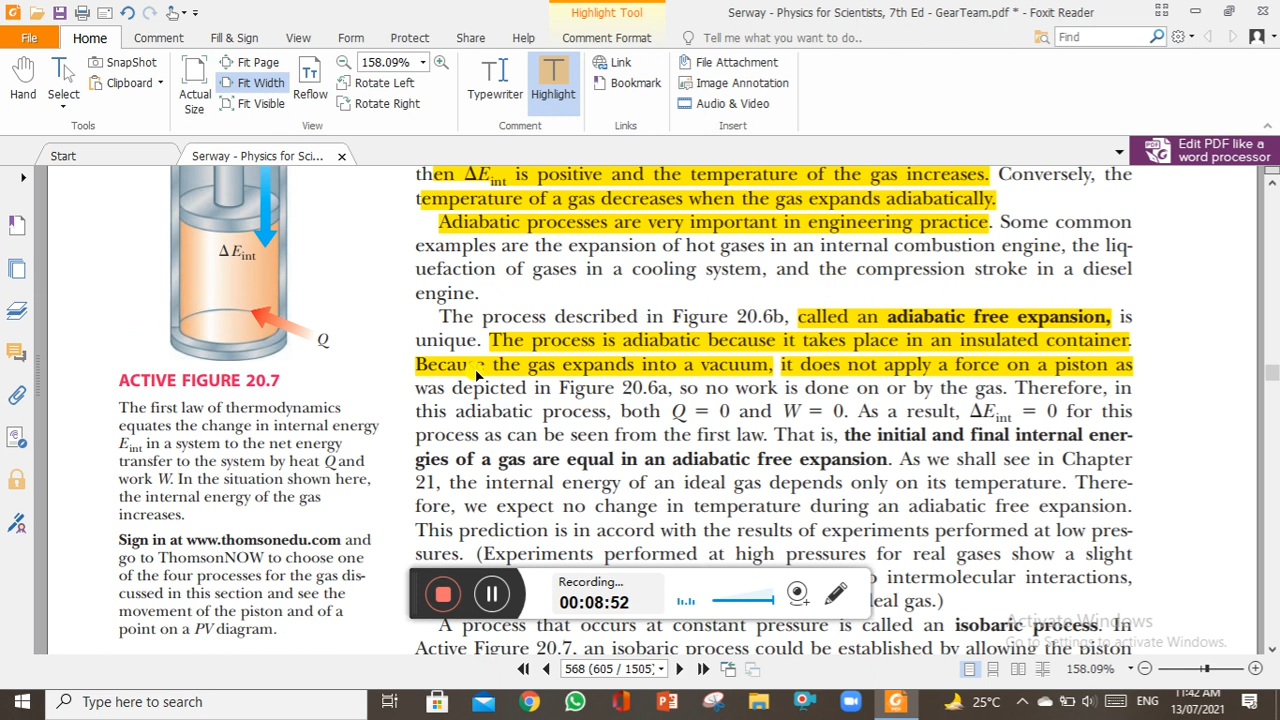 Highlight Tool
Serway - Physics for Scientists, 7th Ed - GearTeam.pdf * - Foxit Reader
File Home Comment Fill & Sign View Form Protect Share Help Comment Format Tell me what you want to do.. Find
Hand
Select
SnapShot
Clipboard
Tools
Actual Size
Fit Page
Fit Width
Fit Visible
Reflow
158.09%
Rotate Left
Rotate Right
View
Typewriter
Highlight
Comment
Link
Bookmark
Links
File Attachment
Image Annotation
Audio & Video
Insert
Start
Serway - Physics for Sci...
Edit PDF like a
word processor
ΔEint
Q
ACTIVE FIGURE 20.7
The first law of thermodynamics
equates the change in internal energy
Eint in a system to the net energy
transfer to the system by heat Q and
work W. In the situation shown here,
the internal energy of the gas
increases.
Sign in at www.thomsonedu.com and
go to ThomsonNOW to choose one
of the four processes for the gas dis-
cussed in this section and see the
movement of the piston and of a
point on a PV diagram.
then ΔEint is positive and the temperature of the gas increases. Conversely, the
temperature of a gas decreases when the gas expands adiabatically.
Adiabatic processes are very important in engineering practice. Some common
examples are the expansion of hot gases in an internal combustion engine, the liq-
uefaction of gases in a cooling system, and the compression stroke in a diesel
engine.
The process described in Figure 20.6b, called an adiabatic free expansion, is
unique. The process is adiabatic because it takes place in an insulated container.
Because the gas expands into a vacuum, it does not apply a force on a piston as
was depicted in Figure 20.6a, so no work is done on or by the gas. Therefore, in
this adiabatic process, both Q = 0 and W = 0. As a result, ΔEint = 0 for this
process as can be seen from the first law. That is, the initial and final internal ener-
gies of a gas are equal in an adiabatic free expansion. As we shall see in Chapter
21, the internal energy of an ideal gas depends only on its temperature. There-
fore, we expect no change in temperature during an adiabatic free expansion.
This prediction is in accord with the results of experiments performed at low pres-
sures. (Experiments performed at high pressures for real gases show a slight
intermolecular interactions,
gas.)
A process that occurs at constant pressure is called an isobaric process. In
Active Figure 20.7, an isobaric process could be established by allowing the piston
Recording...
00:08:52
Activate Windows
Go to Settings to activate Windows.
568 (605 / 1505)
158.09%
Type here to search
25°C
ENG
11:42 AM
13/07/2021